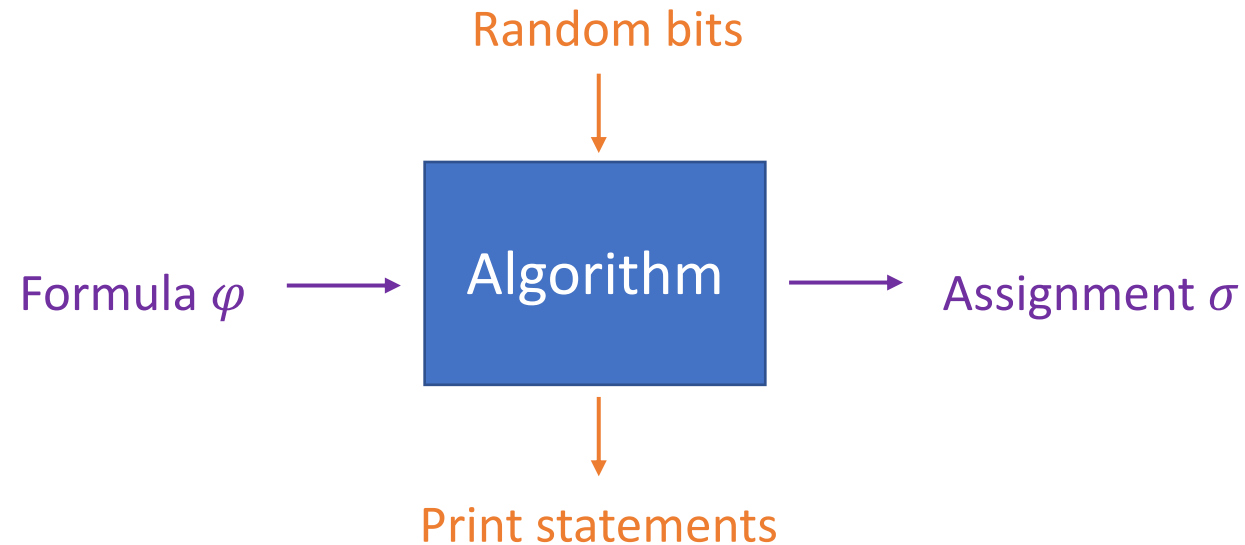 Random bits
Algorithm
Formula φ
Assignment σ
Print statements